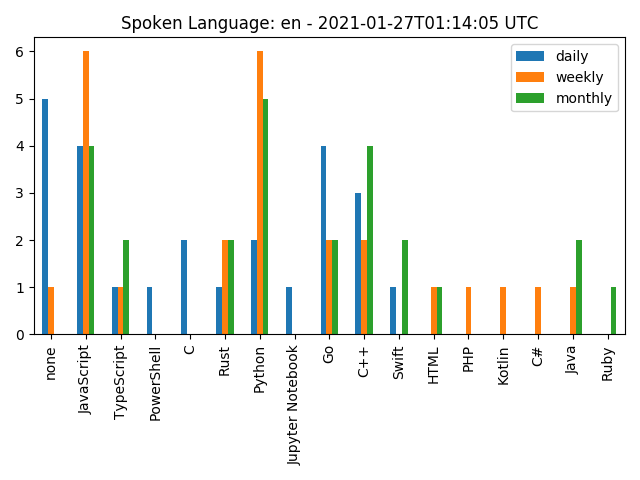 Spoken Language: en - 2021-01-27T01:14:05 UTC
daily
weekly
monthly
6
5
4
3
2
1
0
none
JavaScript
TypeScript
PowerShell
C
Rust
Python
Jupyter Notebook
Go
C++
Swift
HTML
PHP
Kotlin
C#
Java
Ruby